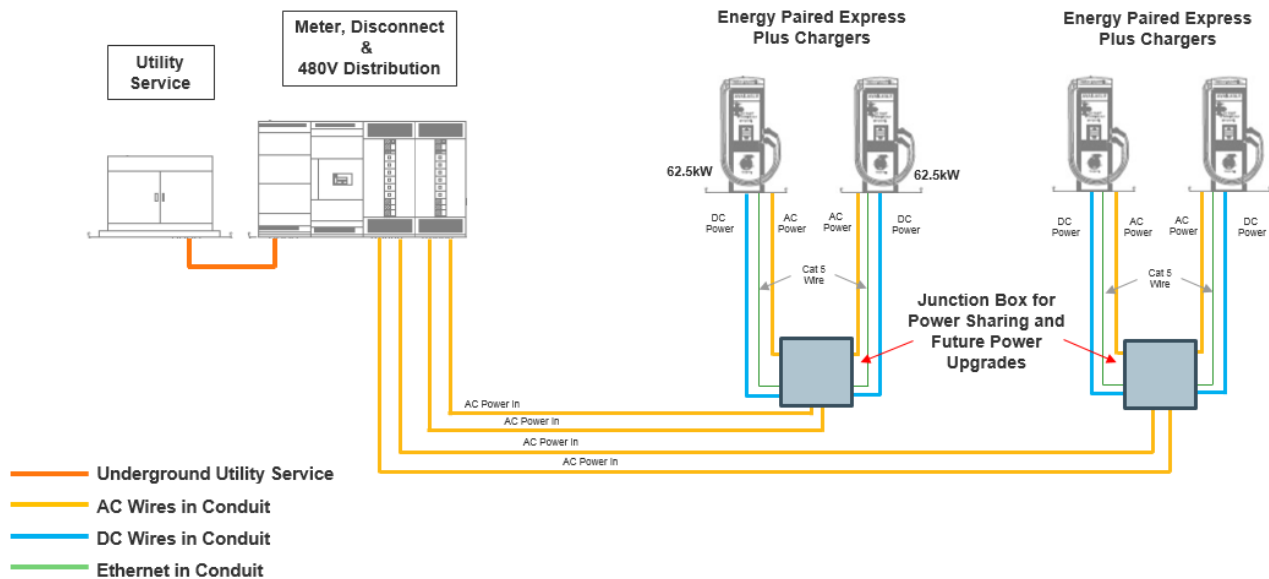 Utility
Service
Meter, Disconnect
&
480V Distribution
Energy Paired Express
Plus Chargers
Energy Paired Express
Plus Chargers
62.5kW
62.5kW
DC
Power
AC
Power
AC
Power
DC
Power
DC
Power
AC
Power
AC
Power
DC
Power
Cat 5
Wire
Cat 5
Wire
Junction Box for
Power Sharing and
Future Power
Upgrades
AC Power In
AC Power In
AC Power In
AC Power In
Underground Utility Service
AC Wires in Conduit
DC Wires in Conduit
Ethernet in Conduit